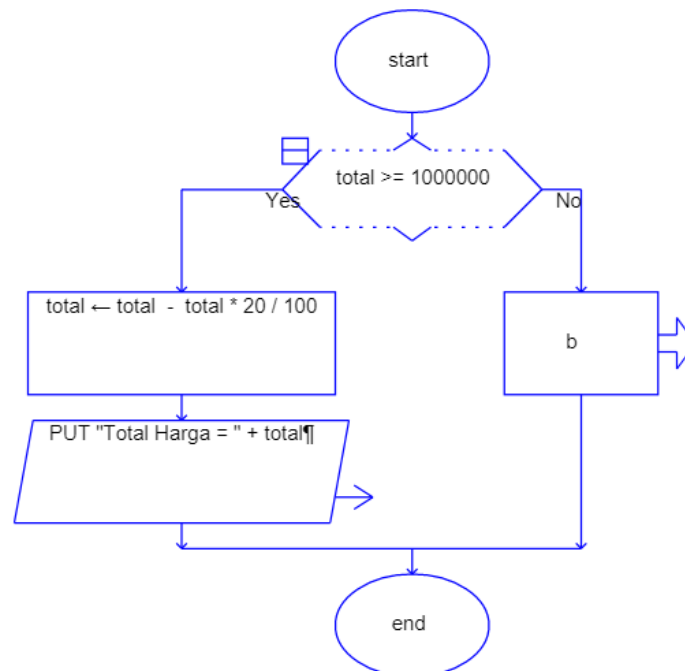 start
total >= 1000000
Yes
No
total ← total - total * 20 / 100
b
PUT "Total Harga = " + total¶
end